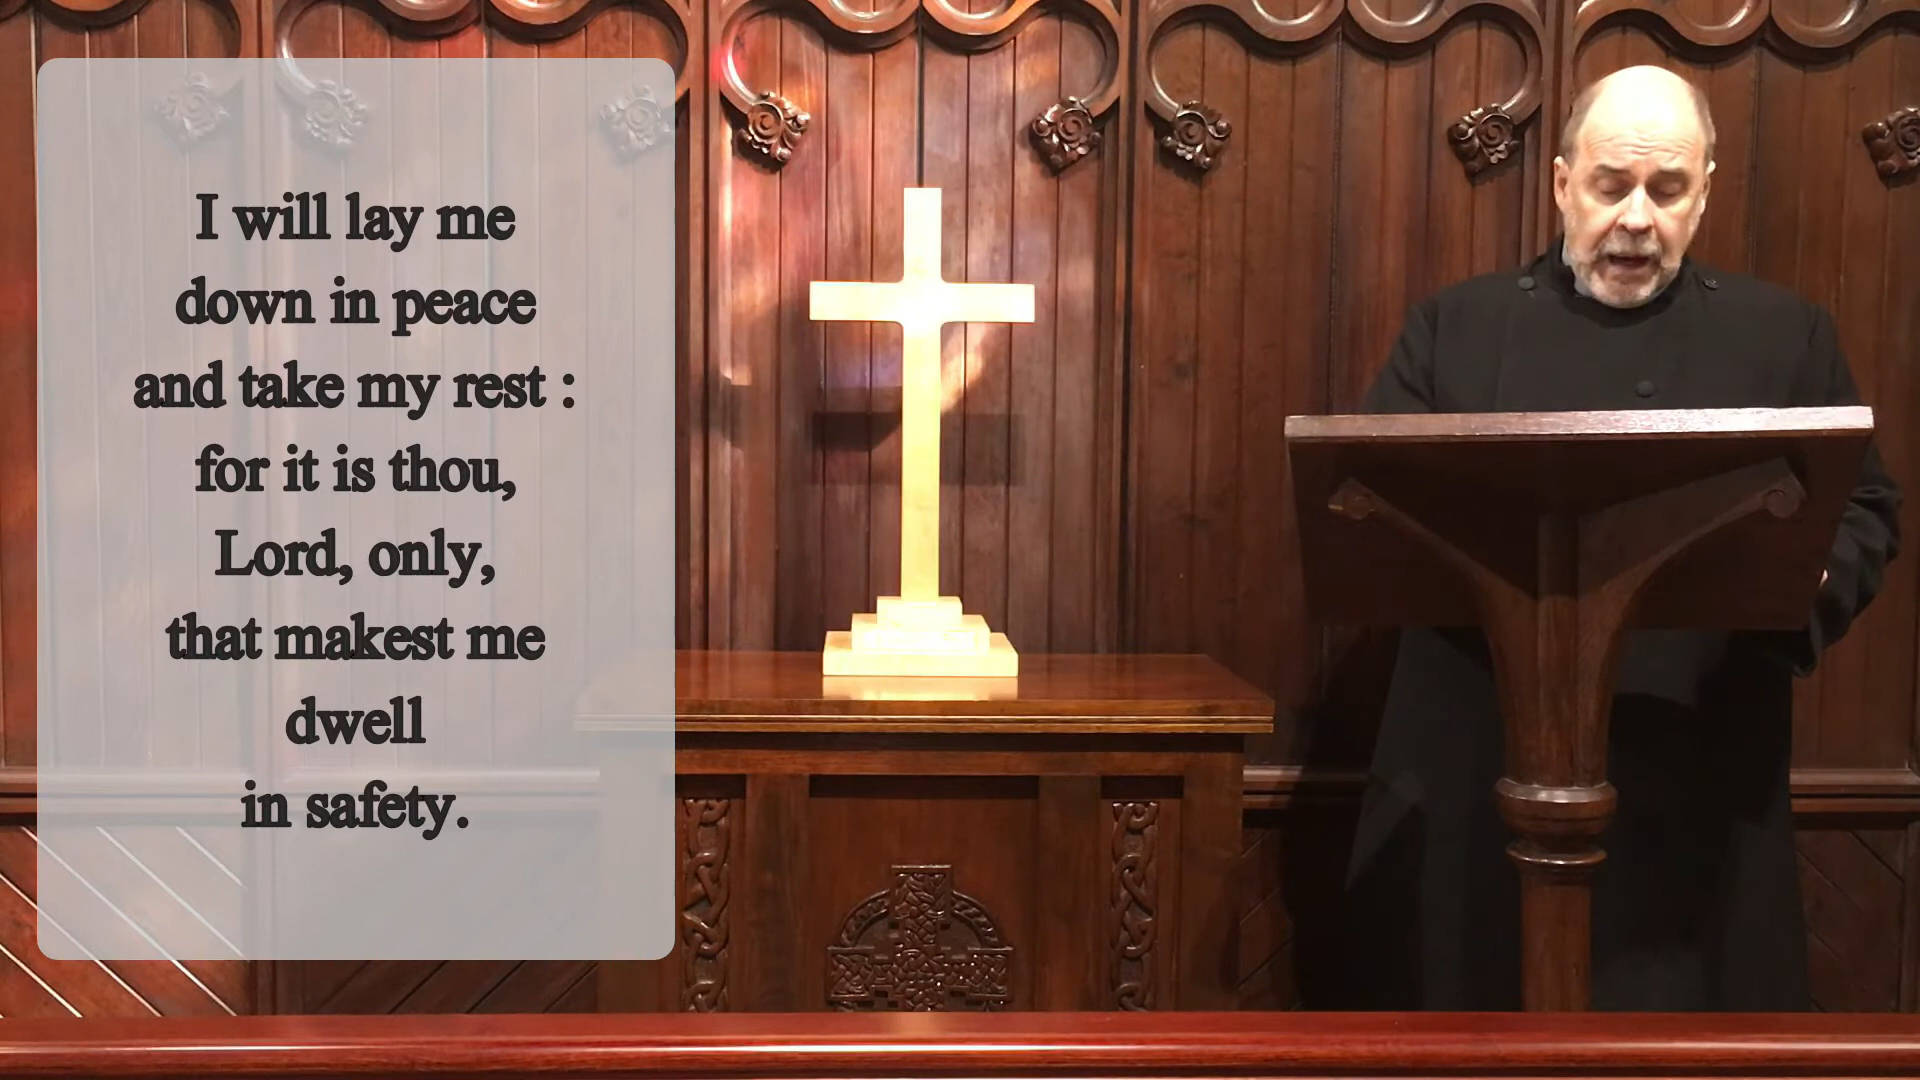 I will lay me
down in peace
and take my rest :
for it is thou,
Lord, only,
that makest me
dwell
in safety.